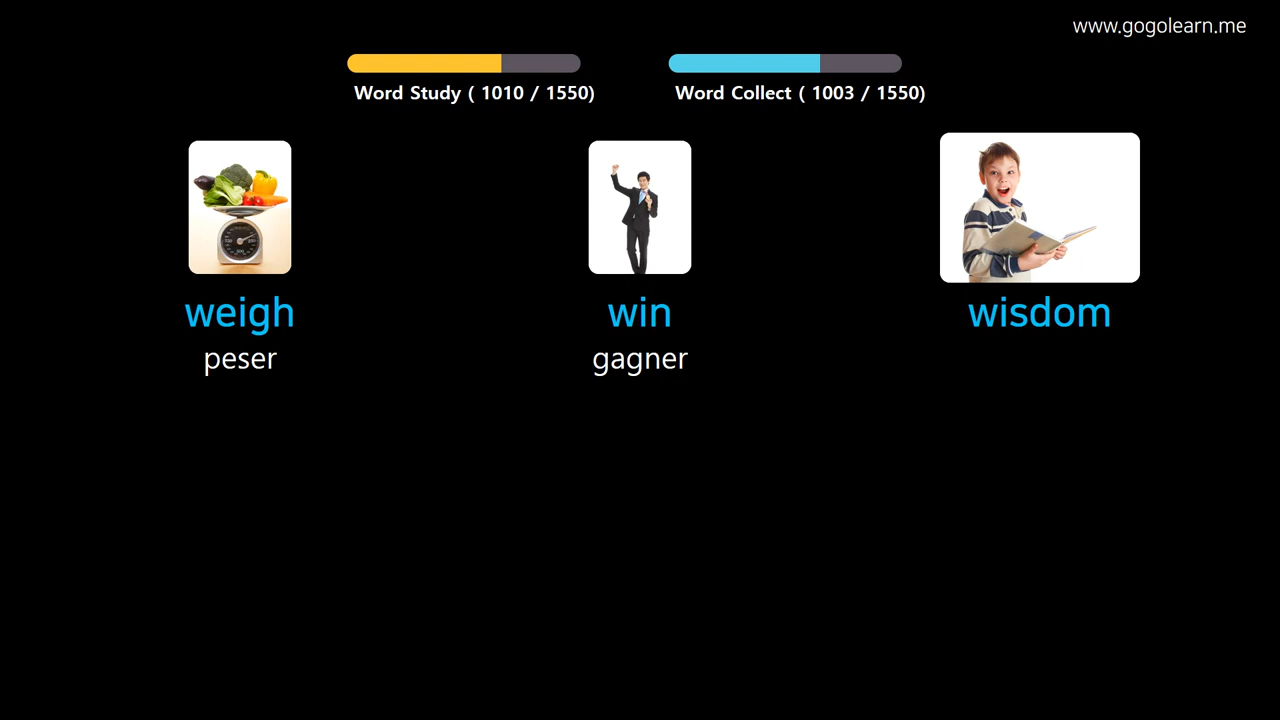 www.gogolearn.me
Word Study ( 1010 / 1550)
Word Collect ( 1003 / 1550)
weigh
peser
win
gagner
wisdom